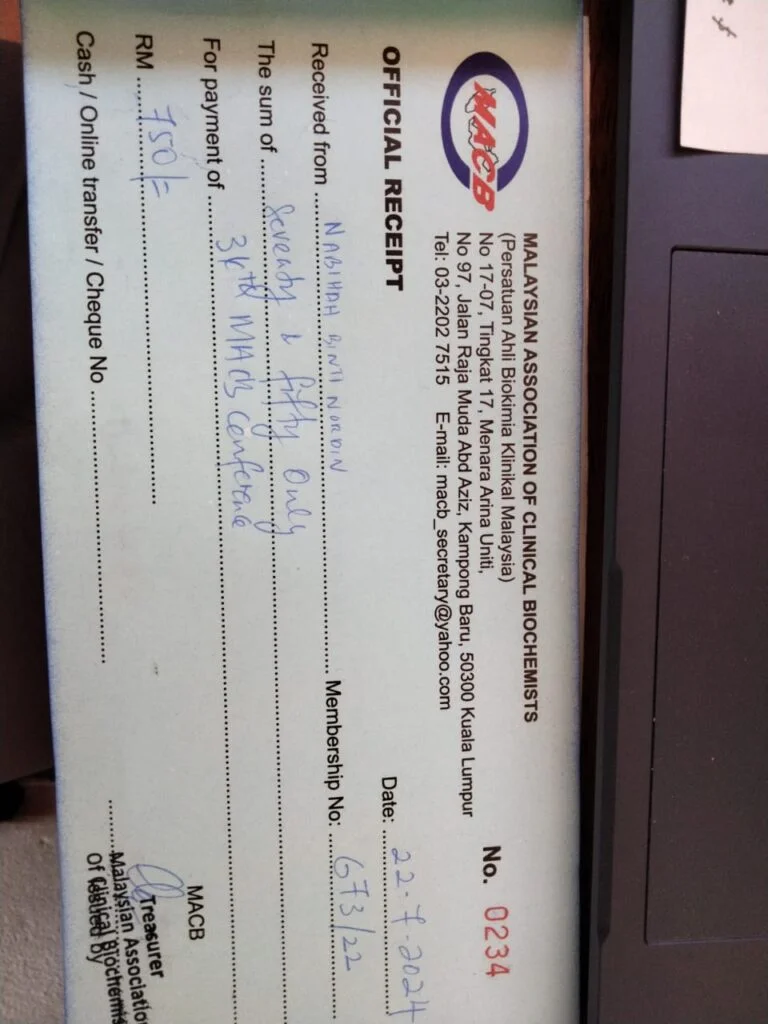 MACB
MALAYSIAN ASSOCIATION OF CLINICAL BIOCHEMISTS
(Persatuan Ahli Biokimia Klinikal Malaysia)
No 17-07, Tingkat 17, Menara Arina Uniti,
No 97, Jalan Raja Muda Abd Aziz, Kampong Baru, 50300 Kuala Lumpur
Tel: 03-2202 7515 E-mail: macb_secretary@yahoo.com
No. 0234
OFFICIAL RECEIPT
Date: 22.7.2024
Received from NABIHAH BINTI NORDIN Membership No: 673/22
The sum of Seventy & fifty Only
For payment of MACB Conference
RM 750/=
Cash / Online transfer / Cheque No
MACB
Treasurer
Malaysian Associatio
Of Clinical Biochemis
Issued by